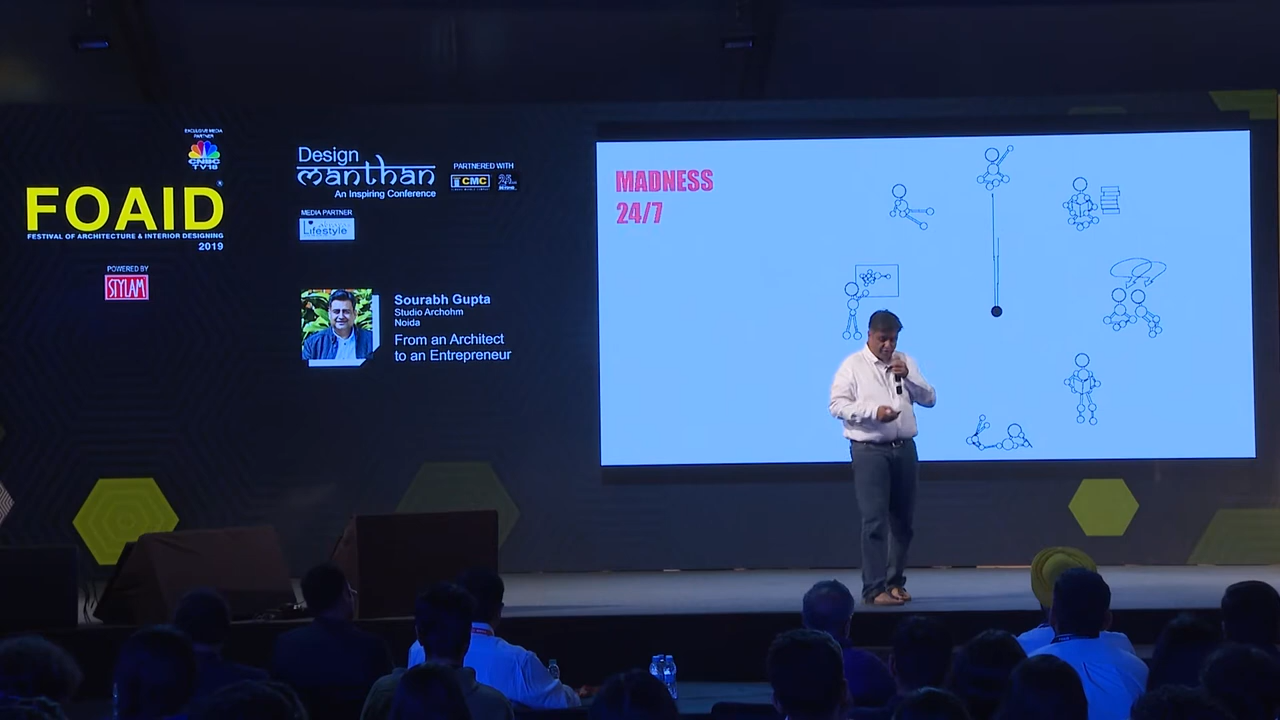 EXCLUSIVE MEDIA
PARTNER
CNBC
TV18
FOAID
FESTIVAL OF ARCHITECTURE & INTERIOR DESIGNING
2019
POWERED BY
STYLAM
Design
manthan
An Inspiring Conference
PARTNERED WITH
CMC
25
MEDIA PARTNER
Lifestyle
Sourabh Gupta
Studio Archohm
Noida
From an Architect
to an Entrepreneur
MADNESS
24/7